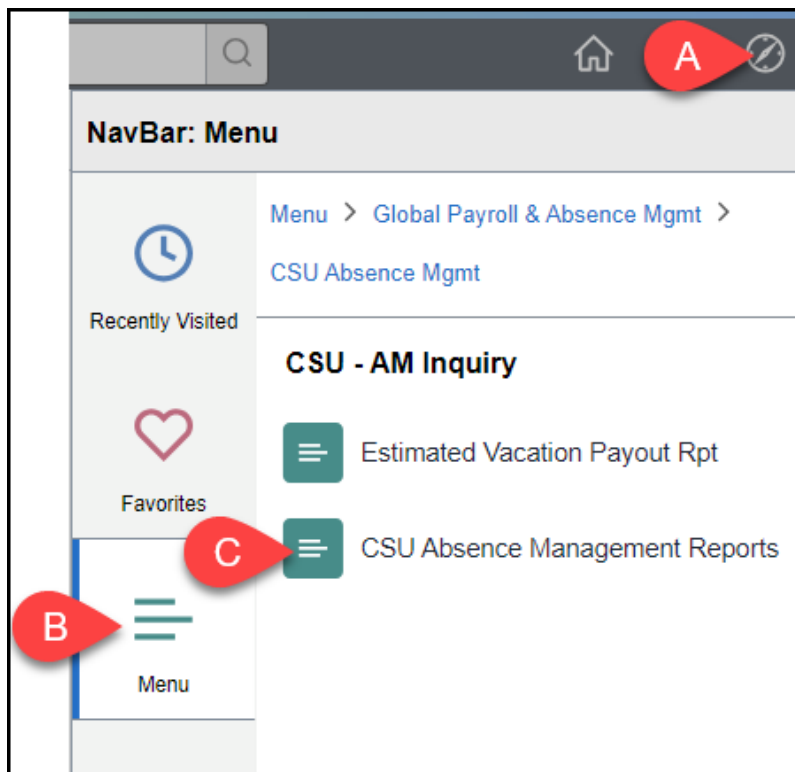 A
NavBar: Menu
Recently Visited
Favorites
B
Menu
Menu > Global Payroll & Absence Mgmt >
CSU Absence Mgmt
CSU - AM Inquiry
Estimated Vacation Payout Rpt
C
CSU Absence Management Reports